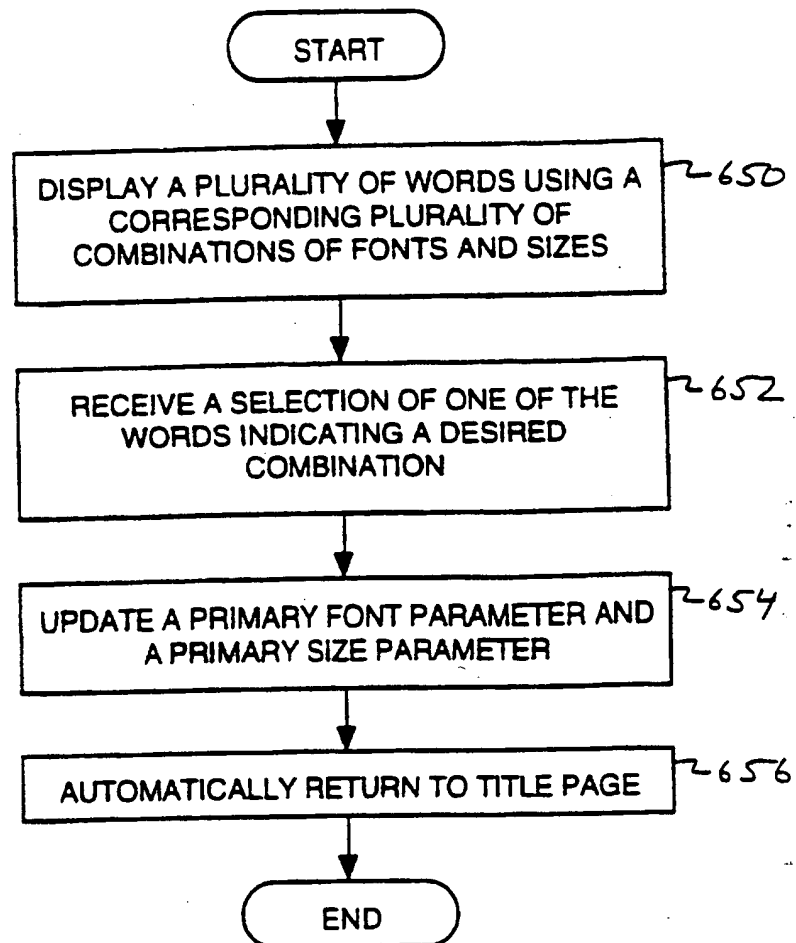 START
DISPLAY A PLURALITY OF WORDS USING A
CORRESPONDING PLURALITY OF
COMBINATIONS OF FONTS AND SIZES
650
RECEIVE A SELECTION OF ONE OF THE
WORDS INDICATING A DESIRED
COMBINATION
652
UPDATE A PRIMARY FONT PARAMETER AND
A PRIMARY SIZE PARAMETER
654
AUTOMATICALLY RETURN TO TITLE PAGE
656
END